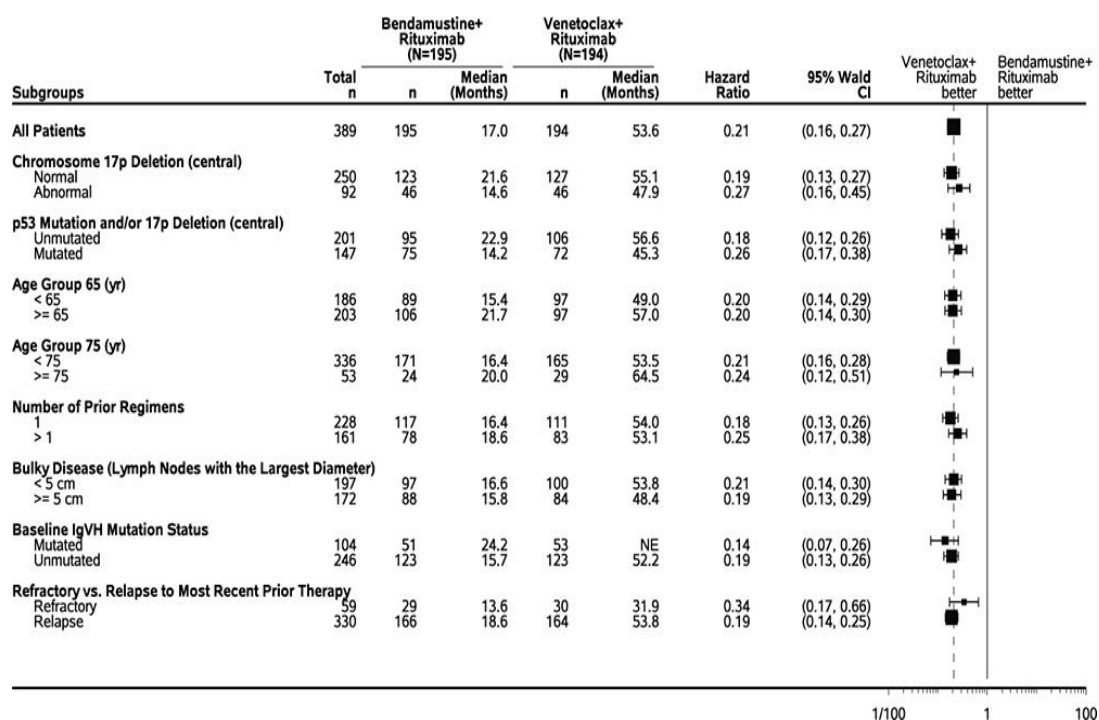 Bendamustine+ Rituximab (N=195) Venetoclax+ Rituximab (N=194)
Subgroups Total n n Median (Months) n Median (Months) Hazard Ratio 95% Wald CI Venetoclax+ Rituximab better Bendamustine+ Rituximab better
All Patients 389 195 17.0 194 53.6 0.21 (0.16, 0.27)
Chromosome 17p Deletion (central)
Normal 250 123 21.6 127 55.1 0.19 (0.13, 0.27)
Abnormal 92 46 14.6 46 47.9 0.27 (0.16, 0.45)
p53 Mutation and/or 17p Deletion (central)
Unmutated 201 95 22.9 106 56.6 0.18 (0.12, 0.26)
Mutated 147 75 14.2 72 45.3 0.26 (0.17, 0.38)
Age Group 65 (yr)
< 65 186 89 15.4 97 49.0 0.20 (0.14, 0.29)
>= 65 203 106 21.7 97 57.0 0.20 (0.14, 0.30)
Age Group 75 (yr)
< 75 336 171 16.4 165 53.5 0.21 (0.16, 0.28)
>= 75 53 24 20.0 29 64.5 0.24 (0.12, 0.51)
Number of Prior Regimens
1 228 117 16.4 111 54.0 0.18 (0.13, 0.26)
> 1 161 78 18.6 83 53.1 0.25 (0.17, 0.38)
Bulky Disease (Lymph Nodes with the Largest Diameter)
< 5 cm 197 97 16.6 100 53.8 0.21 (0.14, 0.30)
>= 5 cm 172 88 15.8 84 48.4 0.19 (0.13, 0.29)
Baseline IgVH Mutation Status
Mutated 104 51 24.2 53 NE 0.14 (0.07, 0.26)
Unmutated 246 123 15.7 123 52.2 0.19 (0.13, 0.26)
Refractory vs. Relapse to Most Recent Prior Therapy
Refractory 59 29 13.6 30 31.9 0.34 (0.17, 0.66)
Relapse 330 166 18.6 164 53.8 0.19 (0.14, 0.25)
1/100 1 100